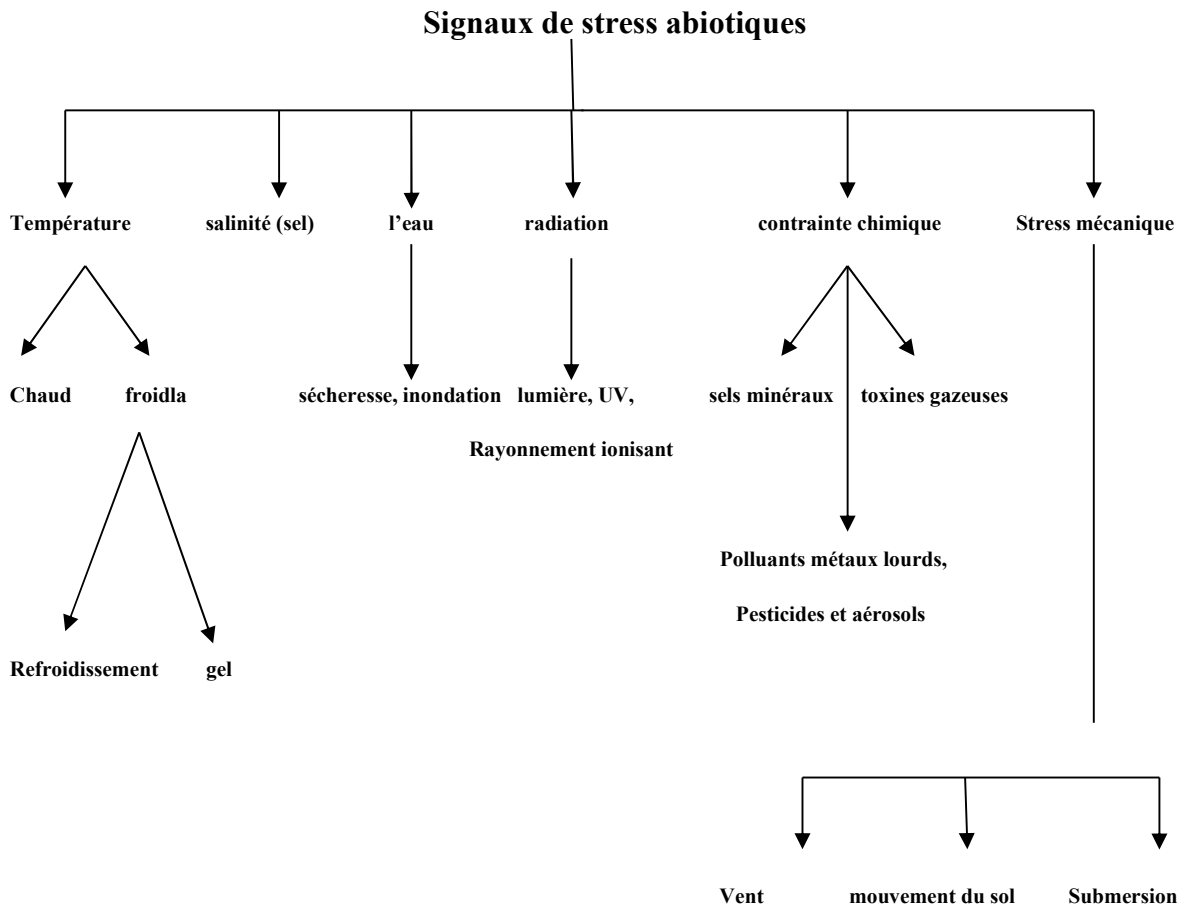 Signaux de stress abiotiques
Température salinité (sel) l’eau radiation contrainte chimique Stress mécanique
Chaud froidla sécheresse, inondation lumière, UV, sels minéraux toxines gazeuses
Rayonnement ionisant
Polluants métaux lourds,
Pesticides et aérosols
Refroidissement gel
Vent mouvement du sol Submersion